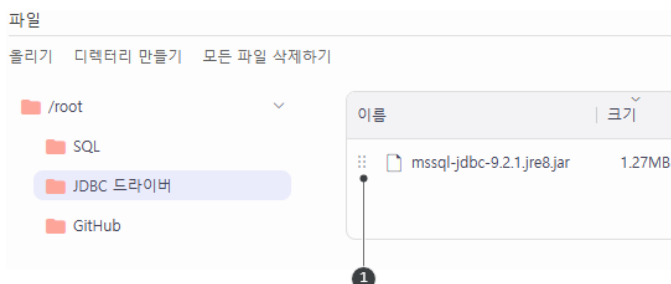 파일
올리기 디렉터리 만들기 모든 파일 삭제하기
/root
SQL
JDBC 드라이버
GitHub
이름 크기
mssql-jdbc-9.2.1.jre8.jar 1.27MB
1